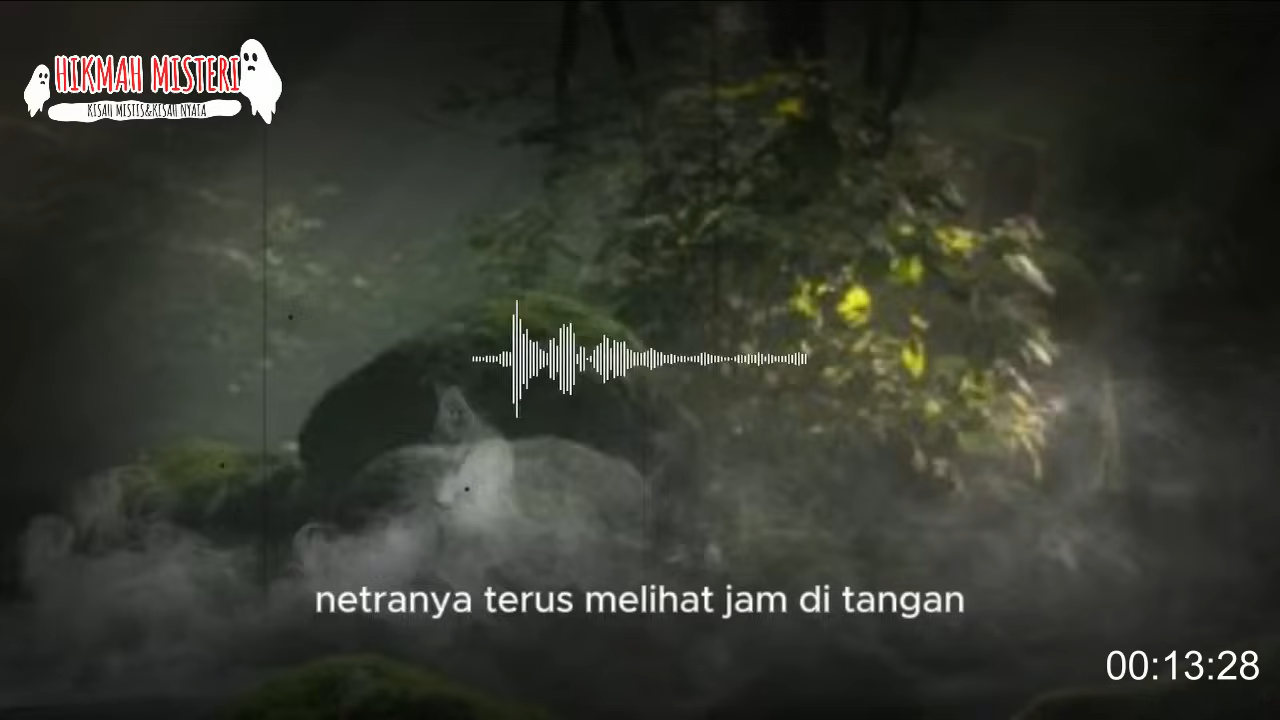 HIKMAH MISTERI
KISAH MISTIS&KISAH NYATA
netranya terus melihat jam di tangan
00:13:28